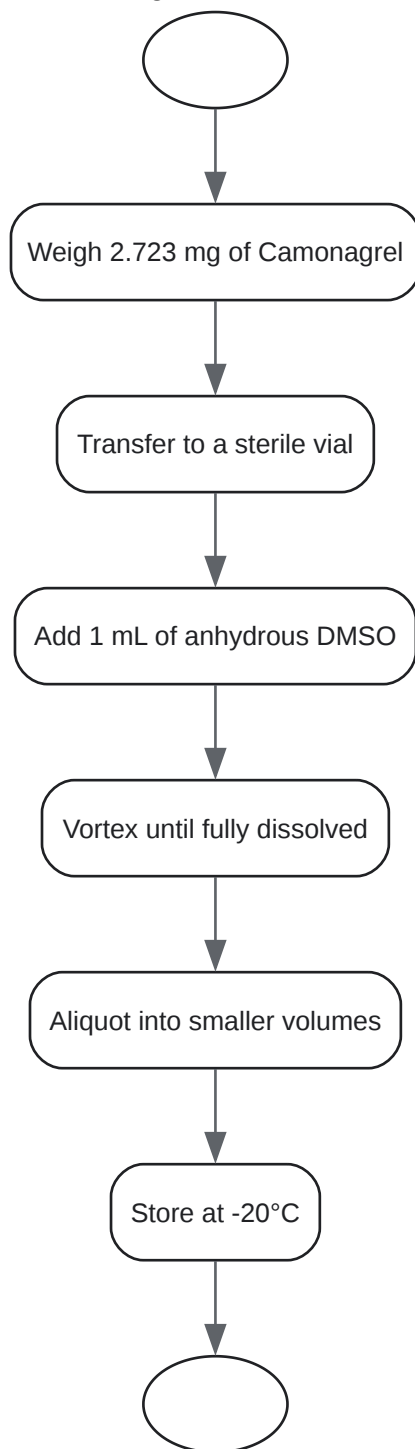 Weigh 2.723 mg of Camonagrel
Transfer to a sterile vial
Add 1 mL of anhydrous DMSO
Vortex until fully dissolved
Aliquot into smaller volumes
Store at -20°C